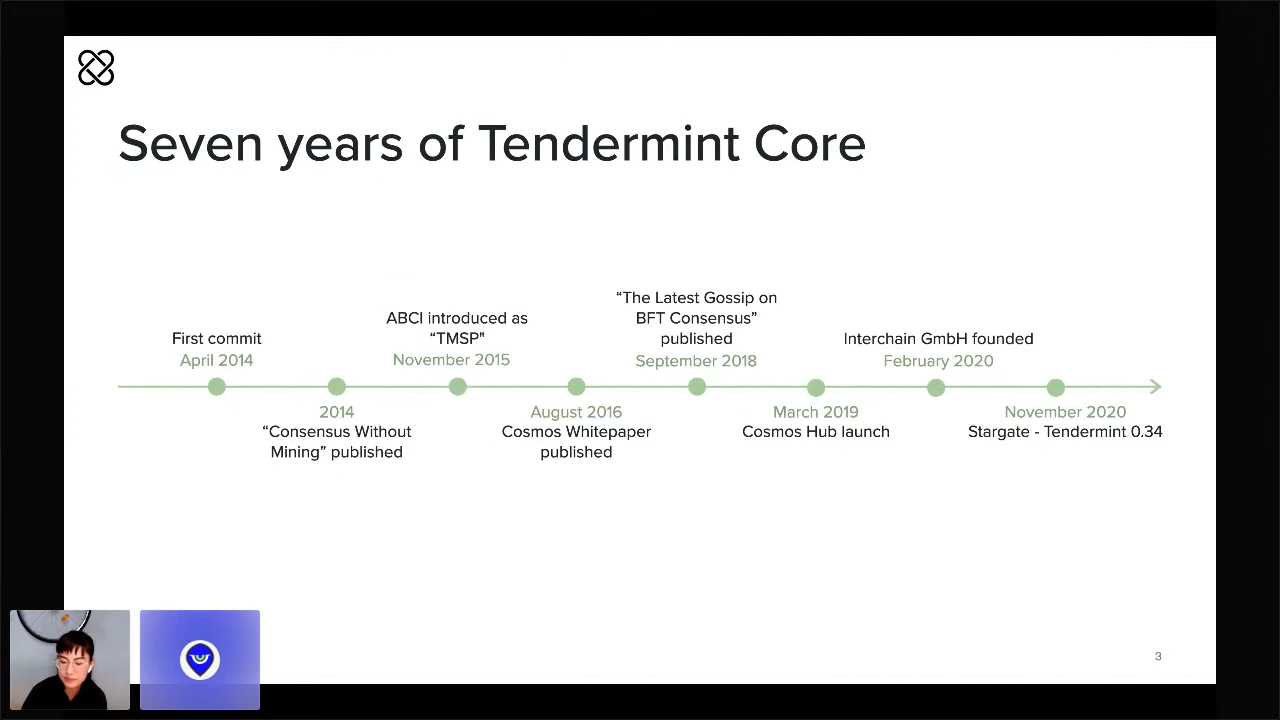 Seven years of Tendermint Core
First commit
April 2014
2014
“Consensus Without
Mining” published
ABCI introduced as
“TMSP"
November 2015
August 2016
Cosmos Whitepaper
published
“The Latest Gossip on
BFT Consensus”
published
September 2018
March 2019
Cosmos Hub launch
Interchain GmbH founded
February 2020
November 2020
Stargate - Tendermint 0.34
3